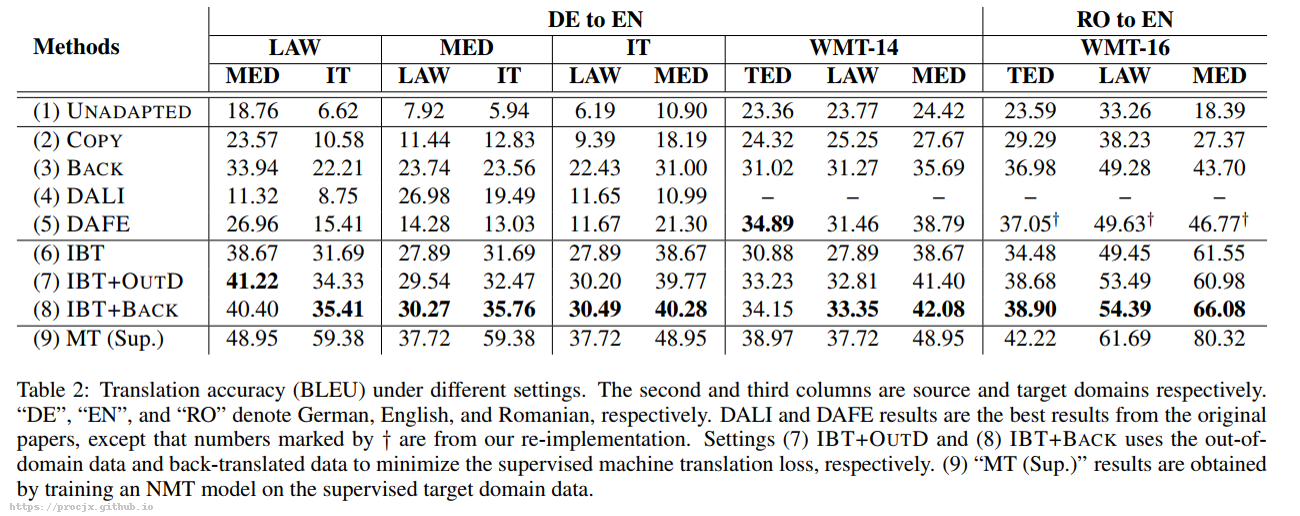 Methods DE to EN RO to EN
LAW MED IT WMT-14 WMT-16
MED IT LAW IT LAW MED TED LAW MED TED LAW MED
(1) UNADAPTED 18.76 6.62 7.92 5.94 6.19 10.90 23.36 23.77 24.42 23.59 33.26 18.39
(2) COPY 23.57 10.58 11.44 12.83 9.39 18.19 24.32 25.25 27.67 29.29 38.23 27.37
(3) BACK 33.94 22.21 23.74 23.56 22.43 31.00 31.02 31.27 35.69 36.98 49.28 43.70
(4) DALI 11.32 8.75 26.98 19.49 11.65 10.99 – – – – – –
(5) DAFE 26.96 15.41 14.28 13.03 11.67 21.30 34.89 31.46 38.79 37.05† 49.63† 46.77†
(6) IBT 38.67 31.69 27.89 31.69 27.89 38.67 30.88 27.89 38.67 34.48 49.45 61.55
(7) IBT+OUTD 41.22 34.33 29.54 32.47 30.20 39.77 33.23 32.81 41.40 38.68 53.49 60.98
(8) IBT+BACK 40.40 35.41 30.27 35.76 30.49 40.28 34.15 33.35 42.08 38.90 54.39 66.08
(9) MT (Sup.) 48.95 59.38 37.72 59.38 37.72 48.95 38.97 37.72 48.95 42.22 61.69 80.32
Table 2: Translation accuracy (BLEU) under different settings. The second and third columns are source and target domains respectively.
“DE”, “EN”, and “RO” denote German, English, and Romanian, respectively. DALI and DAFE results are the best results from the original
papers, except that numbers marked by † are from our re-implementation. Settings (7) IBT+OUTD and (8) IBT+BACK uses the out-of-
domain data and back-translated data to minimize the supervised machine translation loss, respectively. (9) “MT (Sup.)” results are obtained
by training an NMT model on the supervised target domain data.
https://procjx.github.io